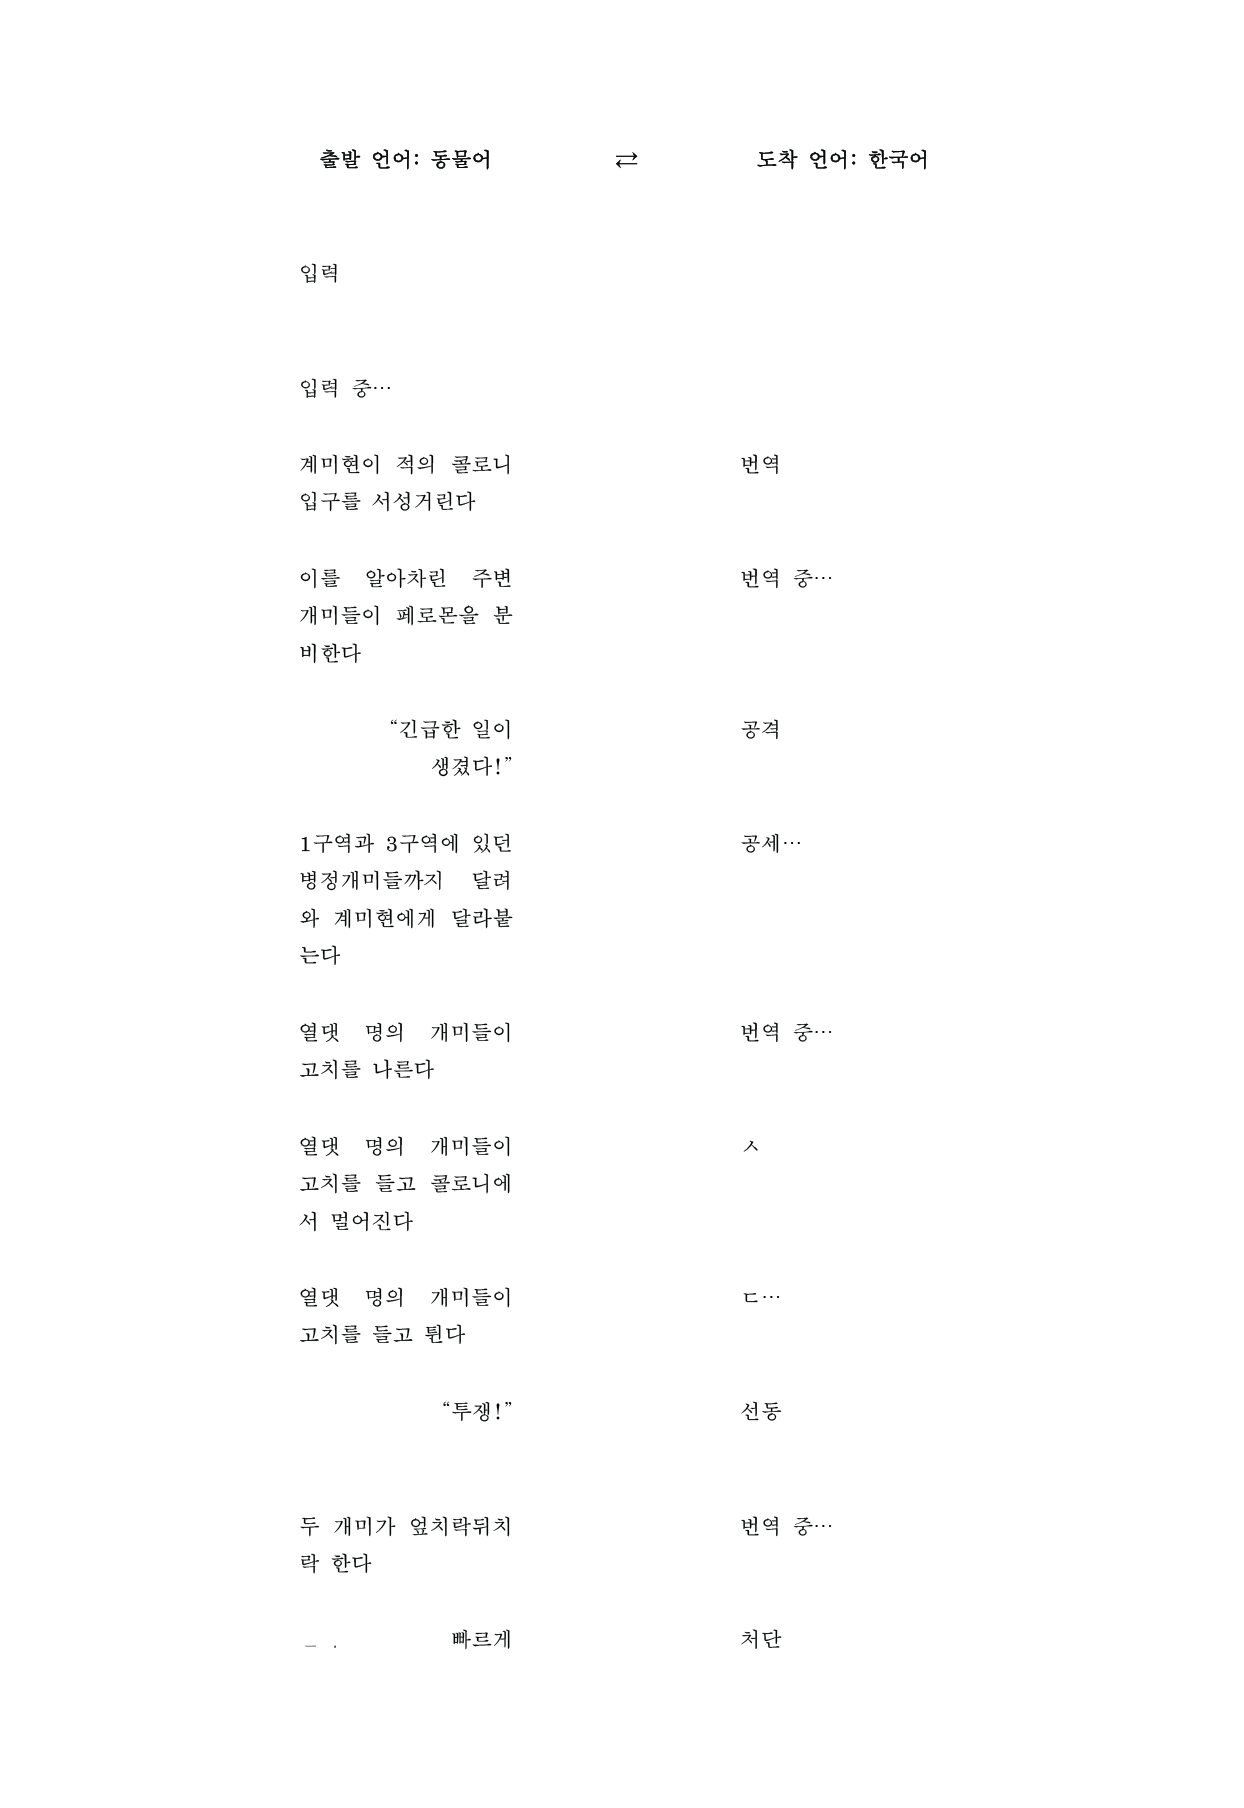 출발 언어: 동물어 ⇄ 도착 언어: 한국어
입력
입력 중…
계미현이 적의 콜로니 번역
입구를 서성거린다
이를 알아차린 주변 번역 중…
개미들이 페로몬을 분
비한다
“긴급한 일이 공격
생겼다!”
1구역과 3구역에 있던 공세…
병정개미들까지 달려
와 계미현에게 달라붙
는다
열댓 명의 개미들이 번역 중…
고치를 나른다
열댓 명의 개미들이 ㅅ
고치를 들고 콜로니에
서 멀어진다
열댓 명의 개미들이 ㄷ…
고치를 들고 튄다
“투쟁!” 선동
두 개미가 엎치락뒤치 번역 중…
락 한다
빠르게 처단